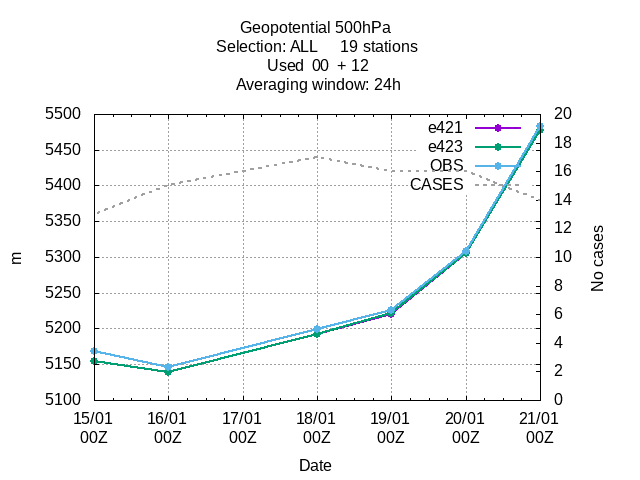 Geopotential 500hPa
Selection: ALL     19 stations
Used  00  + 12
Averaging window: 24h
5500
5450
5400
5350
5300
5250
5200
5150
5100
m
e421
e423
OBS
CASES
20
18
16
14
12
10
8
6
4
2
0
No cases
15/01 16/01 17/01 18/01 19/01 20/01 21/01
00Z 00Z 00Z 00Z 00Z 00Z 00Z
Date